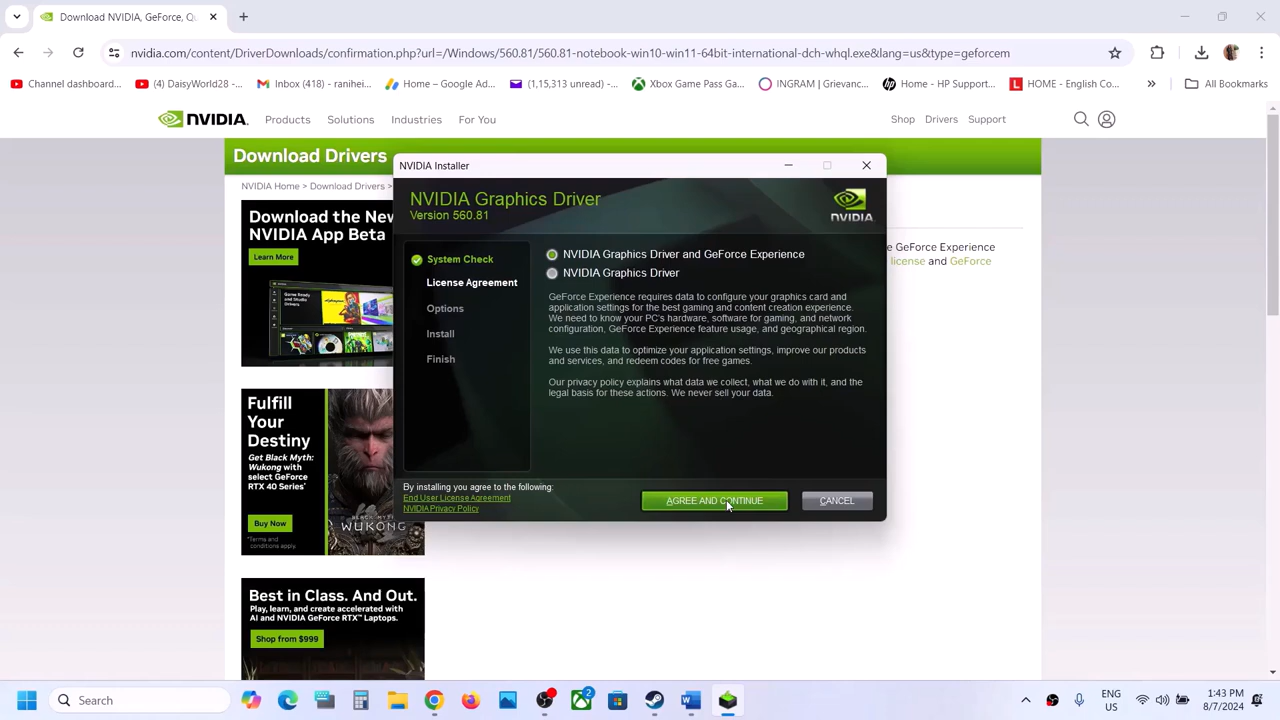 Download NVIDIA, GeForce, Q
nvidia.com/content/DriverDownloads/confirmation.php?url=/Windows/560.81/560.81-notebook-win10-win11-64bit-international-dch-whql.exe&lang=us&type=geforcem
Channel dashboard...
(4) DaisyWorld28 -...
Inbox (418) - ranihei...
Home – Google Ad...
(1,15,313 unread) -...
Xbox Game Pass Ga...
INGRAM | Grievanc...
Home - HP Support...
HOME - English Co...
All Bookmarks
NVIDIA.
Products
Solutions
Industries
For You
Shop
Drivers
Support
Download Drivers
NVIDIA Home > Download Drivers >
Download the New
NVIDIA App Beta
Learn More
Game Ready
and Studio
Drivers
Fulfill
Your
Destiny
Get Black Myth:
Wukong with
select GeForce
RTX 40 Series*
Buy Now
*Terms and
conditions apply.
BLACK MYTH
WUKONG
Best in Class. And Out.
Play, learn, and create accelerated with
AI and NVIDIA GeForce RTX™ Laptops.
Shop from $999
e GeForce Experience
license and GeForce
NVIDIA Installer
NVIDIA Graphics Driver
Version 560.81
NVIDIA
System Check
License Agreement
Options
Install
Finish
NVIDIA Graphics Driver and GeForce Experience
NVIDIA Graphics Driver
GeForce Experience requires data to configure your graphics card and
application settings for the best gaming and content creation experience.
We need to know your PC's hardware, software for gaming, and network
configuration, GeForce Experience feature usage, and geographical region.
We use this data to optimize your application settings, improve our products
and services, and redeem codes for free games.
Our privacy policy explains what data we collect, what we do with it, and the
legal basis for these actions. We never sell your data.
By installing you agree to the following:
End User License Agreement
NVIDIA Privacy Policy
AGREE AND CONTINUE
CANCEL
Search
2
ENG
US
1:43 PM
8/7/2024